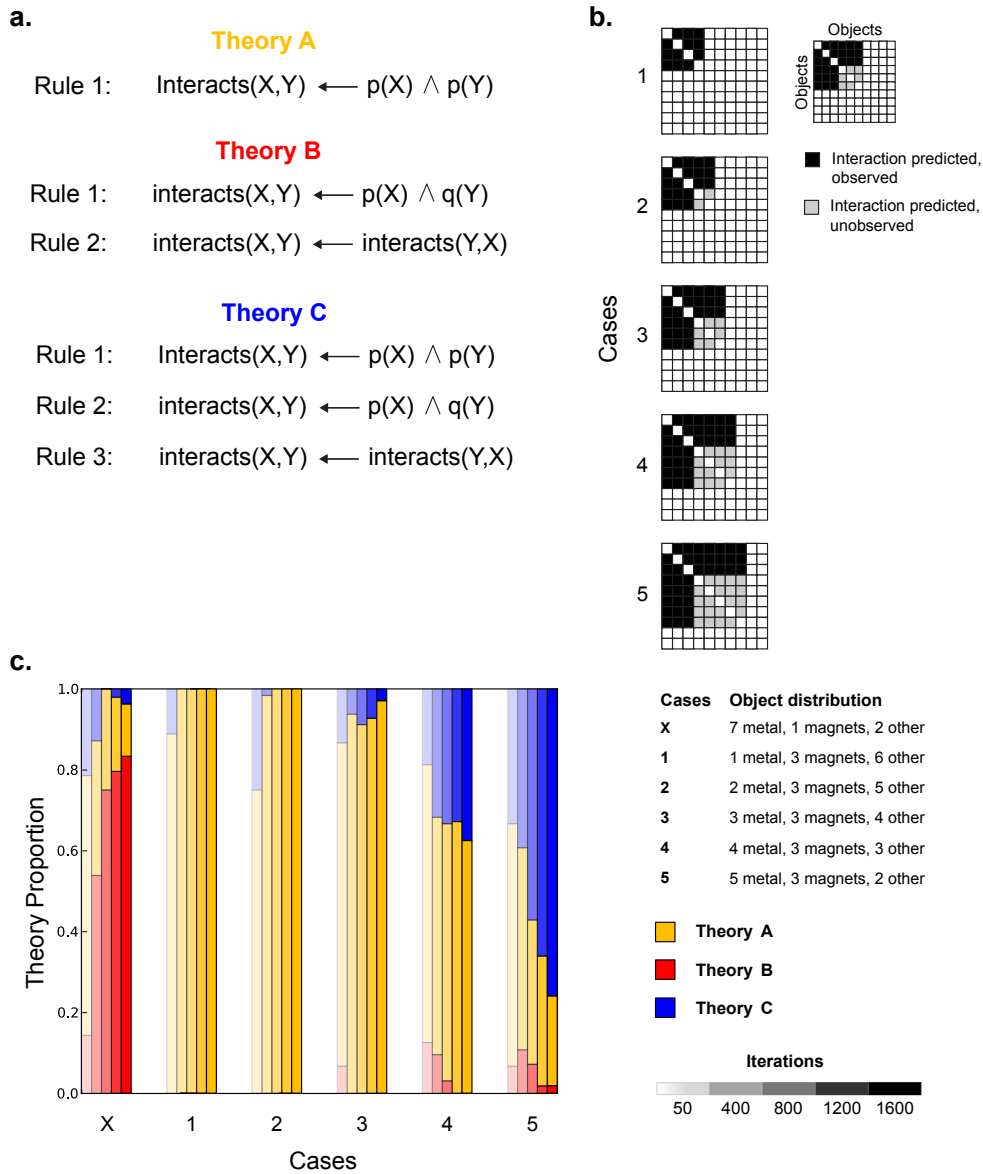 a.
Theory A
Rule 1: Interacts(X,Y) ← p(X) ∧ p(Y)
Theory B
Rule 1: interacts(X,Y) ← p(X) ∧ q(Y)
Rule 2: interacts(X,Y) ← interacts(Y,X)
Theory C
Rule 1: Interacts(X,Y) ← p(X) ∧ p(Y)
Rule 2: interacts(X,Y) ← p(X) ∧ q(Y)
Rule 3: interacts(X,Y) ← interacts(Y,X)
b.
Objects
Objects
Interaction predicted,
observed
Interaction predicted,
unobserved
Cases
1
2
3
4
5
c.
Theory Proportion
1.0
0.8
0.6
0.4
0.2
0.0
X 1 2 3 4 5
Cases
Cases Object distribution
X 7 metal, 1 magnets, 2 other
1 1 metal, 3 magnets, 6 other
2 2 metal, 3 magnets, 5 other
3 3 metal, 3 magnets, 4 other
4 4 metal, 3 magnets, 3 other
5 5 metal, 3 magnets, 2 other
Theory A
Theory B
Theory C
Iterations
50 400 800 1200 1600